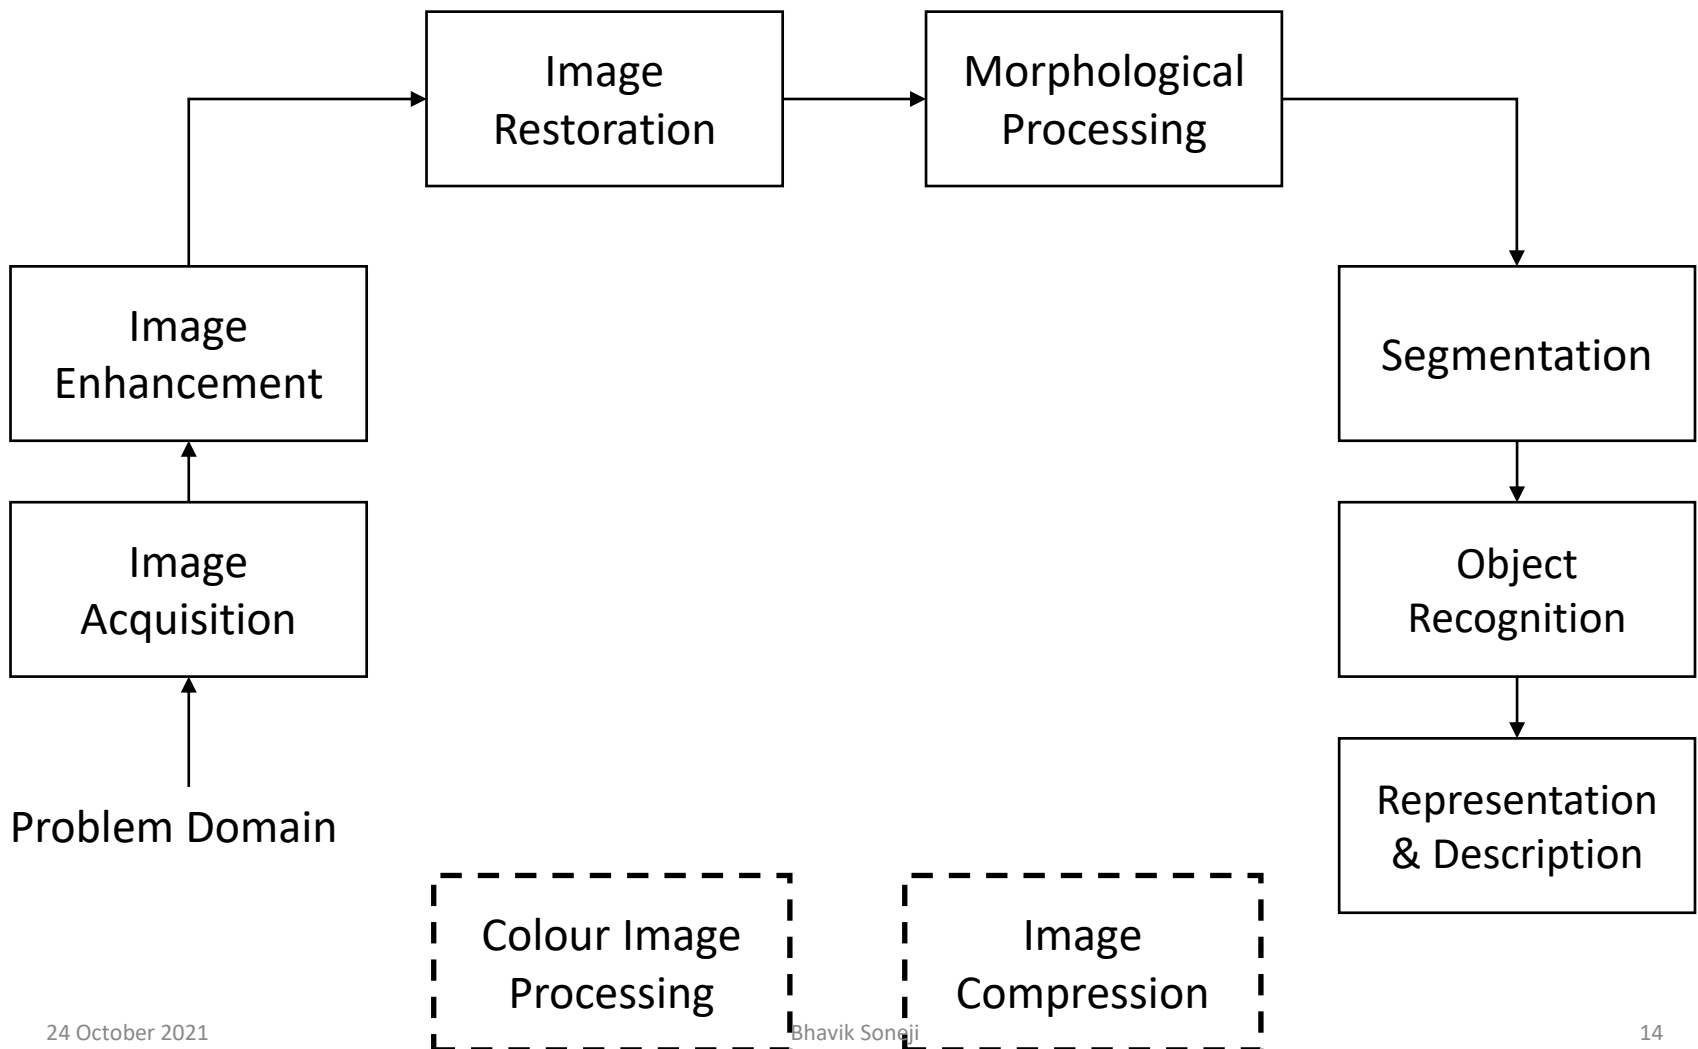 Image
Restoration
Morphological
Processing
Image
Enhancement
Segmentation
Image
Acquisition
Object
Recognition
Problem Domain
Representation
& Description
Colour Image
Processing
Image
Compression
24 October 2021
Bhavik Soneji
14